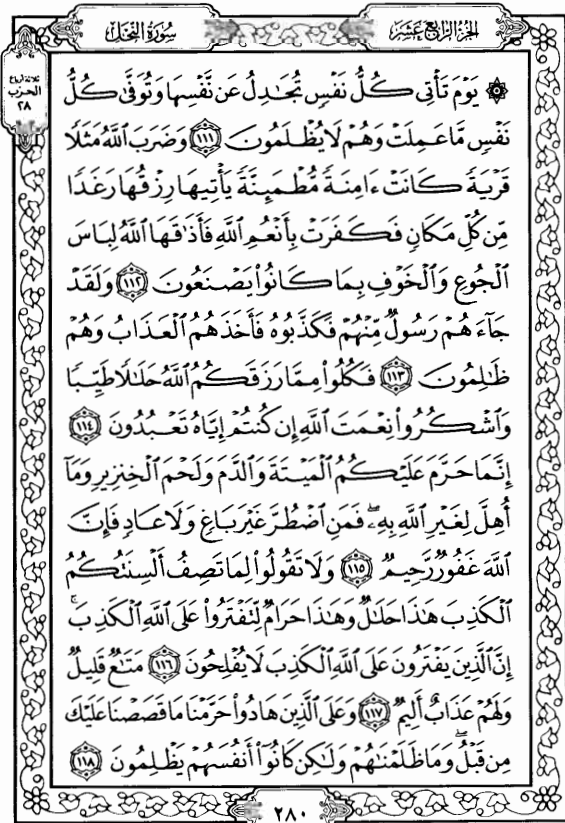 الجزء الرابع عشر
سورة النحل
ثلاثة أرباع
الحزب
٢٨
۞ يَوْمَ تَأْتِى كُلُّ نَفْسٍ تُجَٰدِلُ عَن نَّفْسِهَا وَتُوَفَّىٰ كُلُّ
نَفْسٍ مَّا عَمِلَتْ وَهُمْ لَا يُظْلَمُونَ ١١١ وَضَرَبَ ٱللَّهُ مَثَلًا
قَرْيَةً كَانَتْ ءَامِنَةً مُّطْمَئِنَّةً يَأْتِيهَا رِزْقُهَا رَغَدًا
مِّن كُلِّ مَكَانٍ فَكَفَرَتْ بِأَنْعُمِ ٱللَّهِ فَأَذَٰقَهَا ٱللَّهُ لِبَاسَ
ٱلْجُوعِ وَٱلْخَوْفِ بِمَا كَانُوا۟ يَصْنَعُونَ ١١٢ وَلَقَدْ
جَآءَهُمْ رَسُولٌ مِّنْهُمْ فَكَذَّبُوهُ فَأَخَذَهُمُ ٱلْعَذَابُ وَهُمْ
ظَٰلِمُونَ ١١٣ فَكُلُوا۟ مِمَّا رَزَقَكُمُ ٱللَّهُ حَلَٰلًا طَيِّبًا
وَٱشْكُرُوا۟ نِعْمَتَ ٱللَّهِ إِن كُنتُمْ إِيَّاهُ تَعْبُدُونَ ١١٤
إِنَّمَا حَرَّمَ عَلَيْكُمُ ٱلْمَيْتَةَ وَٱلدَّمَ وَلَحْمَ ٱلْخِنزِيرِ وَمَآ
أُهِلَّ لِغَيْرِ ٱللَّهِ بِهِۦ ۖ فَمَنِ ٱضْطُرَّ غَيْرَ بَاغٍ وَلَا عَادٍ فَإِنَّ
ٱللَّهَ غَفُورٌ رَّحِيمٌ ١١٥ وَلَا تَقُولُوا۟ لِمَا تَصِفُ أَلْسِنَتُكُمُ
ٱلْكَذِبَ هَٰذَا حَلَٰلٌ وَهَٰذَا حَرَامٌ لِّتَفْتَرُوا۟ عَلَى ٱللَّهِ ٱلْكَذِبَ ۚ
إِنَّ ٱلَّذِينَ يَفْتَرُونَ عَلَى ٱللَّهِ ٱلْكَذِبَ لَا يُفْلِحُونَ ١١٦ مَتَٰعٌ قَلِيلٌ
وَلَهُمْ عَذَابٌ أَلِيمٌ ١١٧ وَعَلَى ٱلَّذِينَ هَادُوا۟ حَرَّمْنَا مَا قَصَصْنَا عَلَيْكَ
مِن قَبْلُ ۖ وَمَا ظَلَمْنَٰهُمْ وَلَٰكِن كَانُوٓا۟ أَنفُسَهُمْ يَظْلِمُونَ ١١٨
٢٨٠